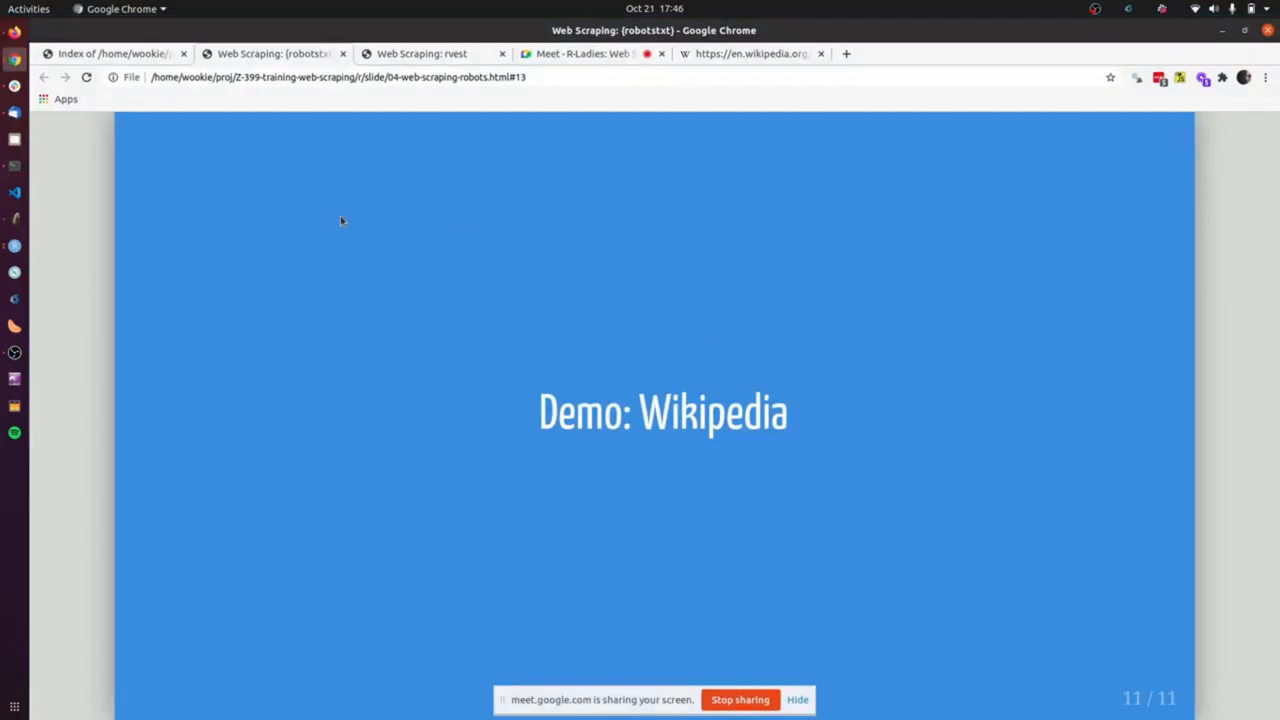 Activities
Google Chrome
Oct 21 17:46
Web Scraping: {robotstxt} - Google Chrome
Index of /home/wookie/p
Web Scraping: {robotstxt
Web Scraping: rvest
Meet - R-Ladies: Web S
https://en.wikipedia.org/
File
/home/wookie/proj/Z-399-training-web-scraping/r/slide/04-web-scraping-robots.html#13
Apps
Demo: Wikipedia
meet.google.com is sharing your screen.
Stop sharing
Hide
11 / 11